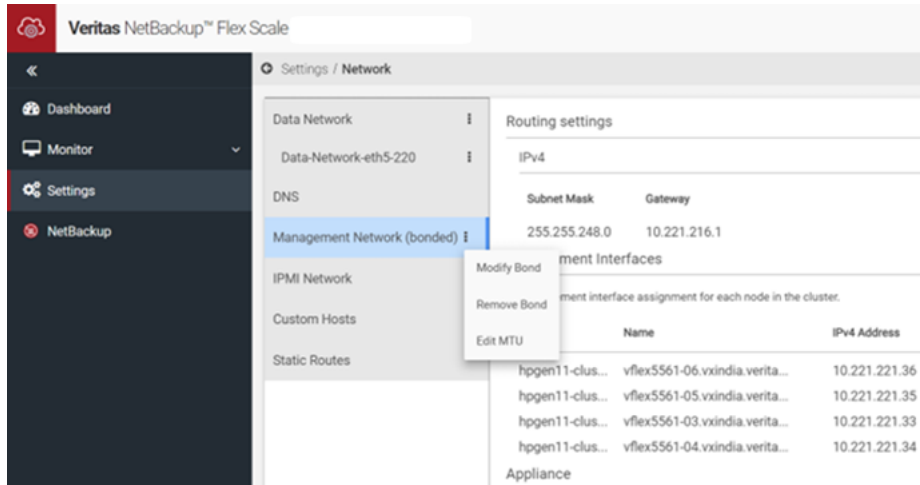 Veritas NetBackup™ Flex Scale
«
Settings / Network
Dashboard
Monitor
Settings
NetBackup
Data Network
Data-Network-eth5-220
DNS
Management Network (bonded)
IPMI Network
Custom Hosts
Static Routes
Modify Bond
Remove Bond
Edit MTU
Routing settings
IPv4
Subnet Mask Gateway
255.255.248.0 10.221.216.1
ment Interfaces
ment interface assignment for each node in the cluster.
Name IPv4 Address
hpgen11-clus... vflex5561-06.vxindia.verita... 10.221.221.36
hpgen11-clus... vflex5561-05.vxindia.verita... 10.221.221.35
hpgen11-clus... vflex5561-03.vxindia.verita... 10.221.221.33
hpgen11-clus... vflex5561-04.vxindia.verita... 10.221.221.34
Appliance